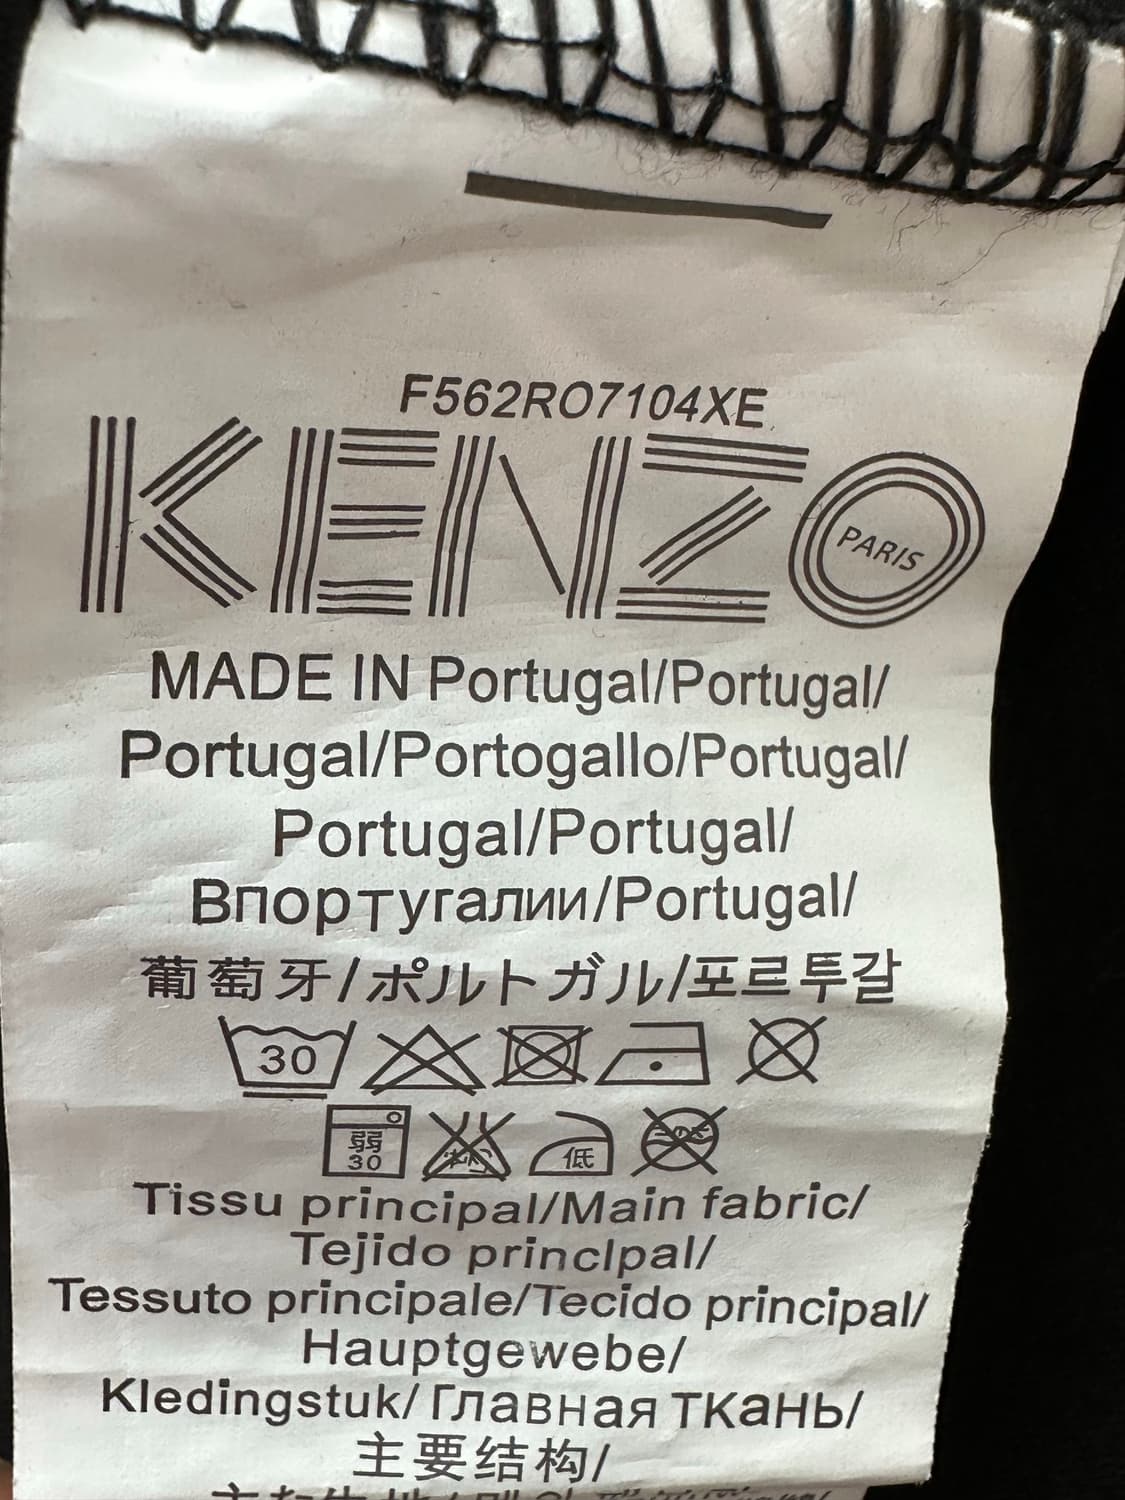 F562RO7104XE
KENZO
PARIS
MADE IN Portugal/Portugal/
Portugal/Portogallo/Portugal/
Portugal/Portugal/
Впортугалии/Portugal/
葡萄牙/ポルトガル/포르투갈
30
弱
30
低
Tissu principal/Main fabric/
Tejido princlpal/
Tessuto principale/Tecido principal/
Hauptgewebe/
Kledingstuk/Главная ткань/
主要结构/